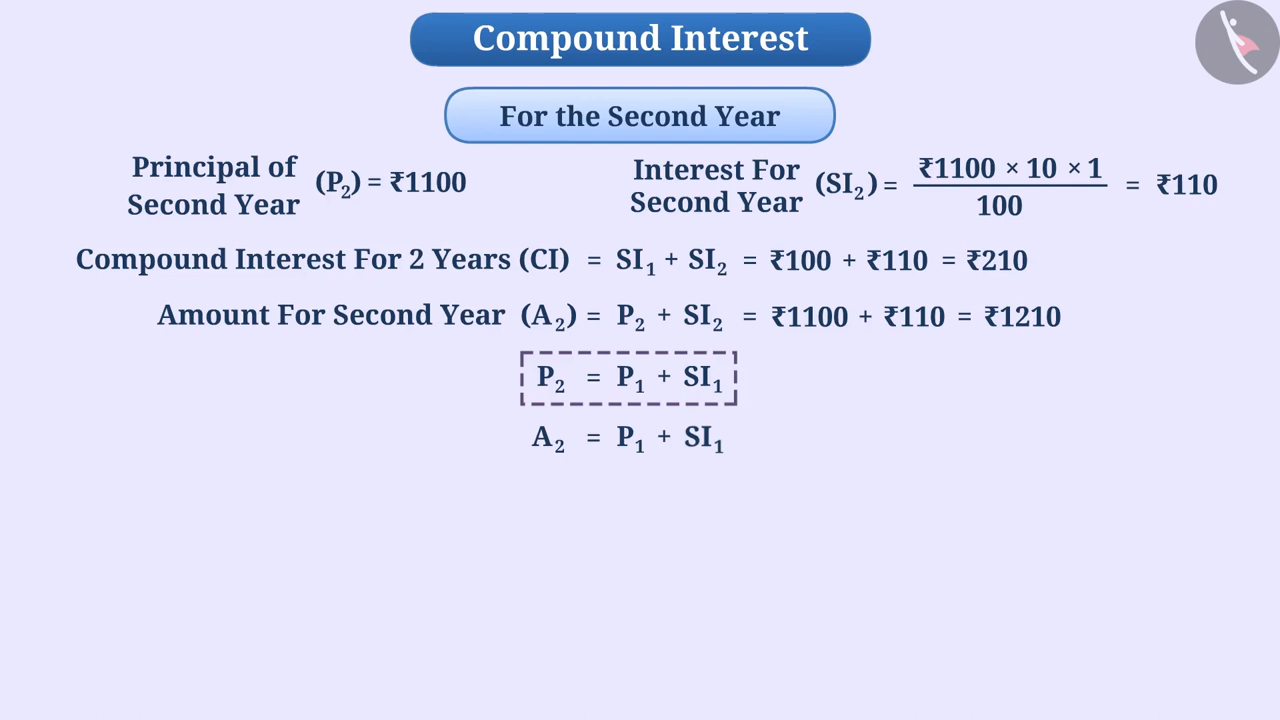 Compound Interest
For the Second Year
Principal of Second Year (P₂) = ₹1100
Interest For Second Year (SI₂) = ₹1100 × 10 × 1 / 100 = ₹110
Compound Interest For 2 Years (CI) = SI₁ + SI₂ = ₹100 + ₹110 = ₹210
Amount For Second Year (A₂) = P₂ + SI₂ = ₹1100 + ₹110 = ₹1210
P₂ = P₁ + SI₁
A₂ = P₁ + SI₁